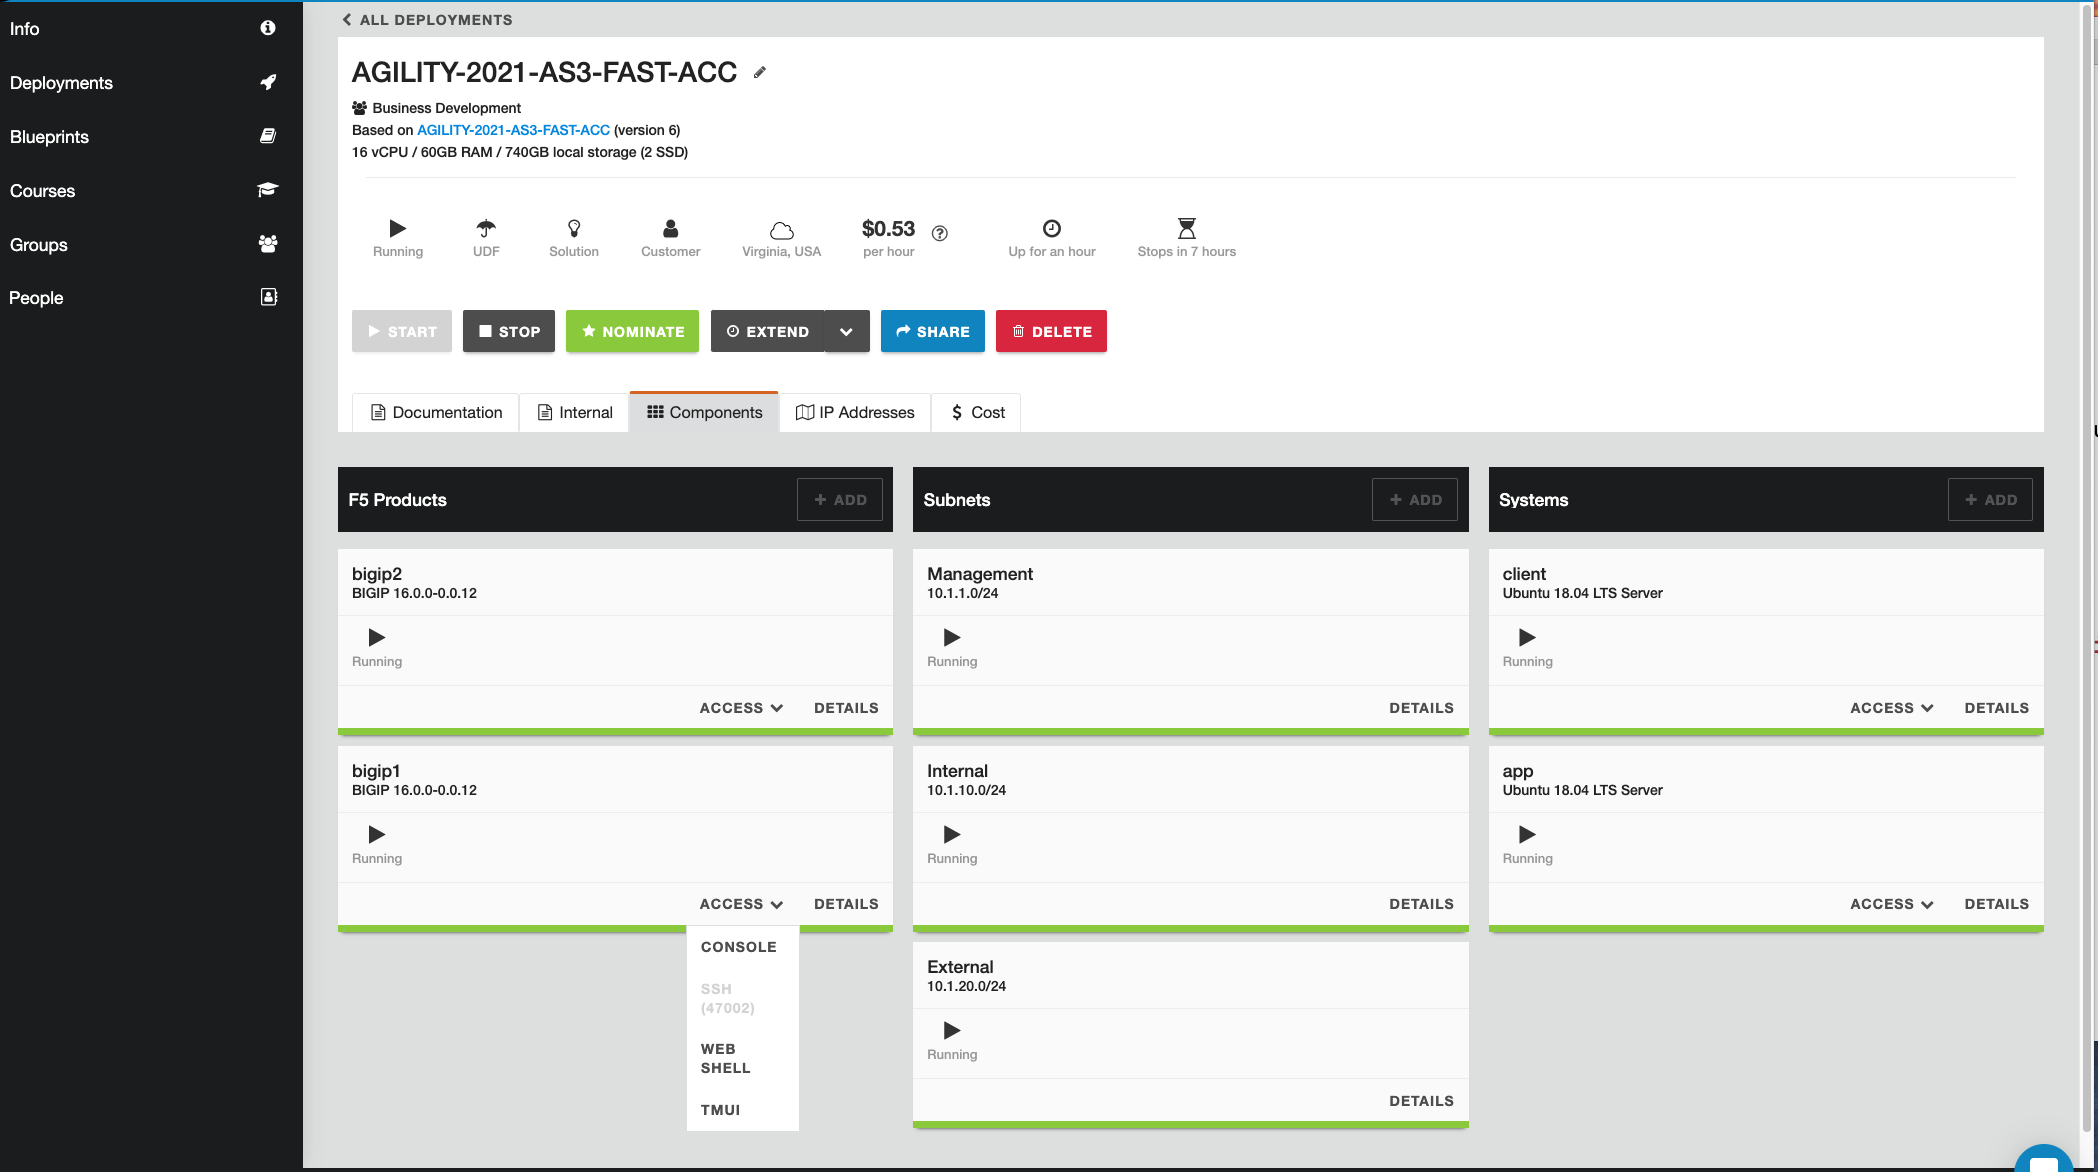 Info
Deployments
Blueprints
Courses
Groups
People
ALL DEPLOYMENTS
AGILITY-2021-AS3-FAST-ACC
Business Development
Based on AGILITY-2021-AS3-FAST-ACC (version 6)
16 vCPU / 60GB RAM / 740GB local storage (2 SSD)
Running
UDF
Solution
Customer
Virginia, USA
$0.53
per hour
Up for an hour
Stops in 7 hours
START
STOP
NOMINATE
EXTEND
SHARE
DELETE
Documentation
Internal
Components
IP Addresses
$ Cost
F5 Products
+ ADD
bigip2
BIGIP 16.0.0-0.0.12
Running
ACCESS
DETAILS
bigip1
BIGIP 16.0.0-0.0.12
Running
ACCESS
DETAILS
CONSOLE
SSH
(47002)
WEB
SHELL
TMUI
Subnets
+ ADD
Management
10.1.1.0/24
Running
DETAILS
Internal
10.1.10.0/24
Running
DETAILS
External
10.1.20.0/24
Running
DETAILS
Systems
+ ADD
client
Ubuntu 18.04 LTS Server
Running
ACCESS
DETAILS
app
Ubuntu 18.04 LTS Server
Running
ACCESS
DETAILS